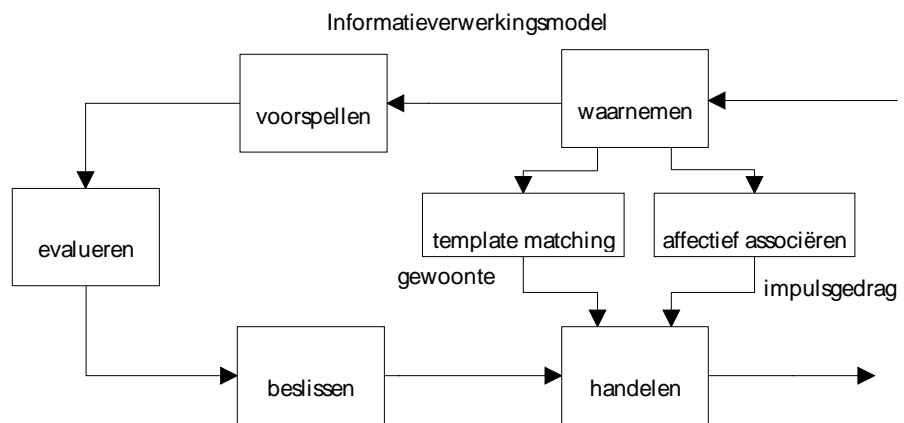 Informatieverwerkingsmodel
voorspellen
waarnemen
evalueren
template matching
affectief associëren
gewoonte
impulsgedrag
beslissen
handelen